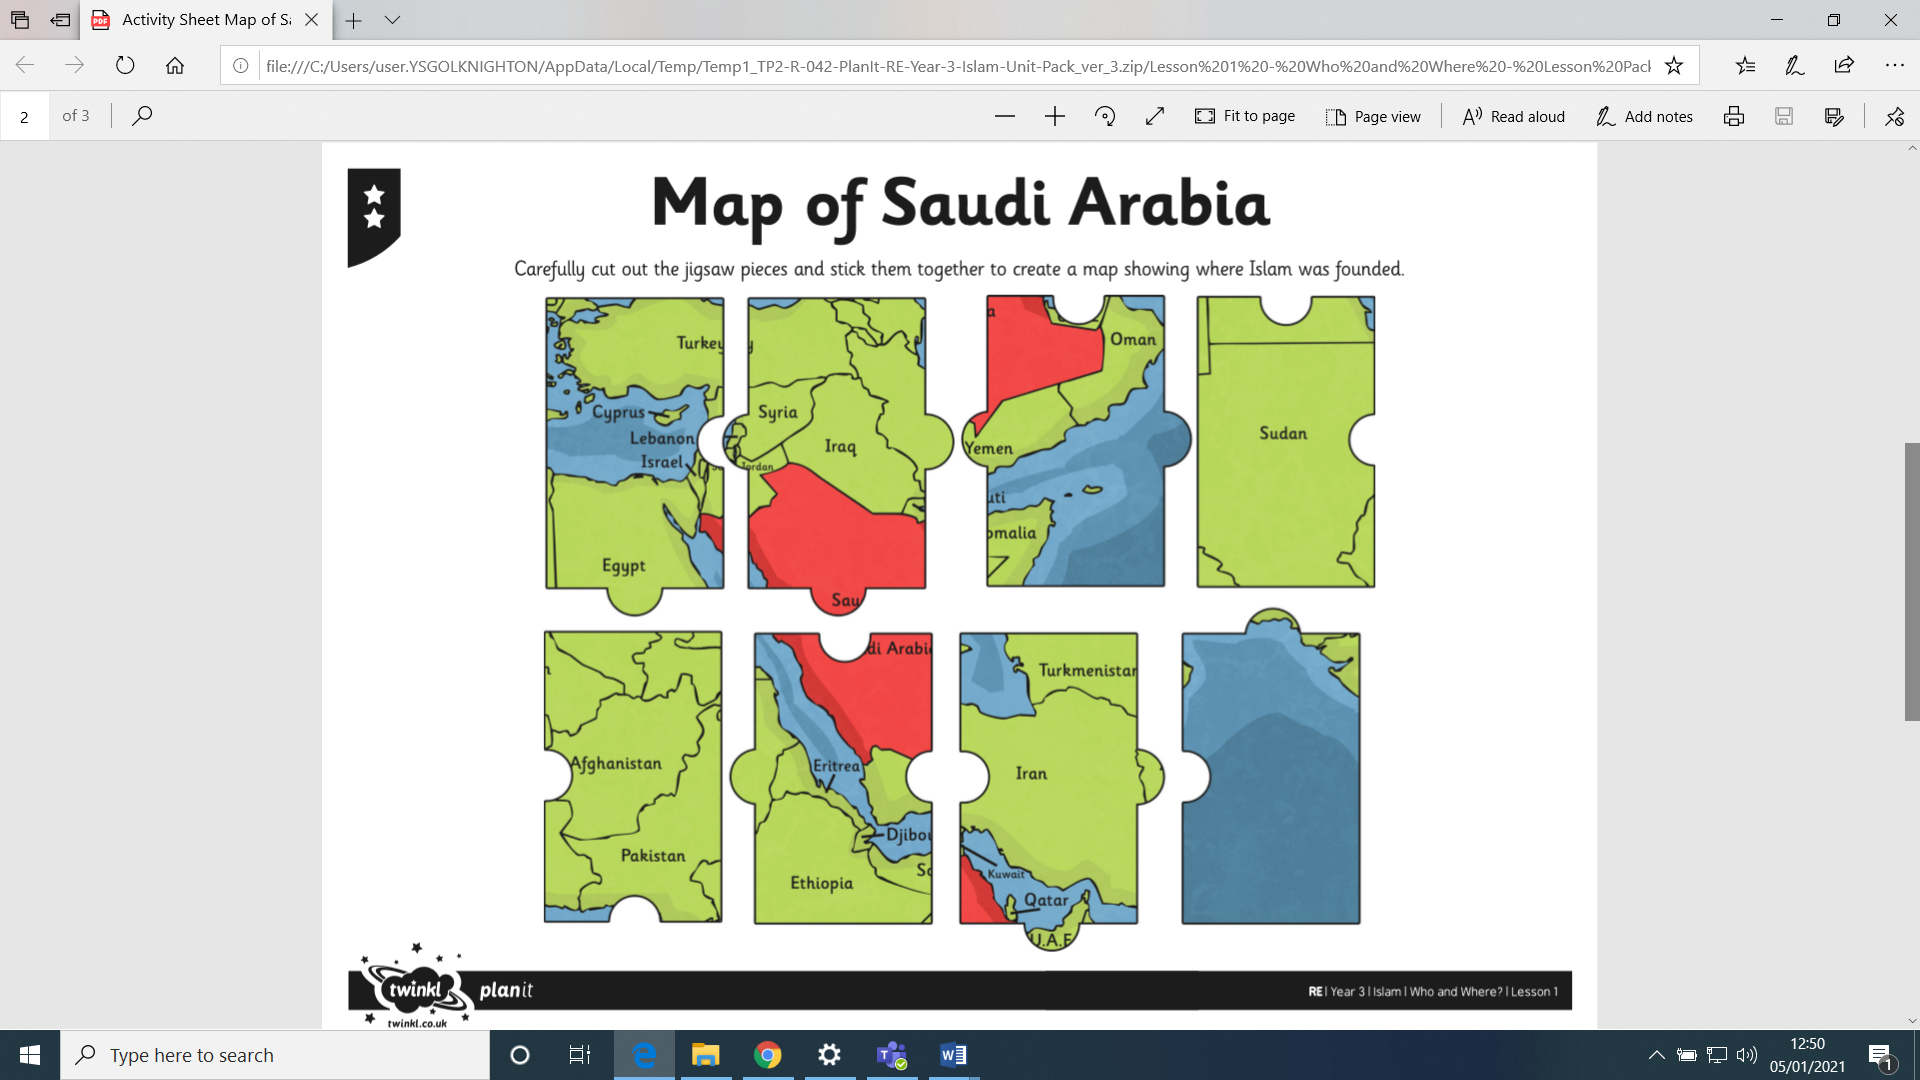 Activity Sheet Map of Sa
file:///C:/Users/user.YSGOLKNIGHTON/AppData/Local/Temp/Temp1_TP2-R-042-PlanIt-RE-Year-3-Islam-Unit-Pack_ver_3.zip/Lesson%201%20-%20Who%20and%20Where%20-%20Lesson%20Pack
2 of 3
Fit to page
Page view
Read aloud
Add notes
Map of Saudi Arabia
Carefully cut out the jigsaw pieces and stick them together to create a map showing where Islam was founded.
Turkey
Cyprus
Lebanon
Israel
Egypt
y
Syria
Iraq
Jordan
Sau
a
Oman
Yemen
uti
omalia
Sudan
n
Afghanistan
Pakistan
di Arabi
Eritrea
Djibou
So
Ethiopia
Turkmenistan
Iran
Kuwait
Qatar
U.A.E
twinkl planit
twinkl.co.uk
RE | Year 3 | Islam | Who and Where? | Lesson 1
Type here to search
12:50
05/01/2021
1